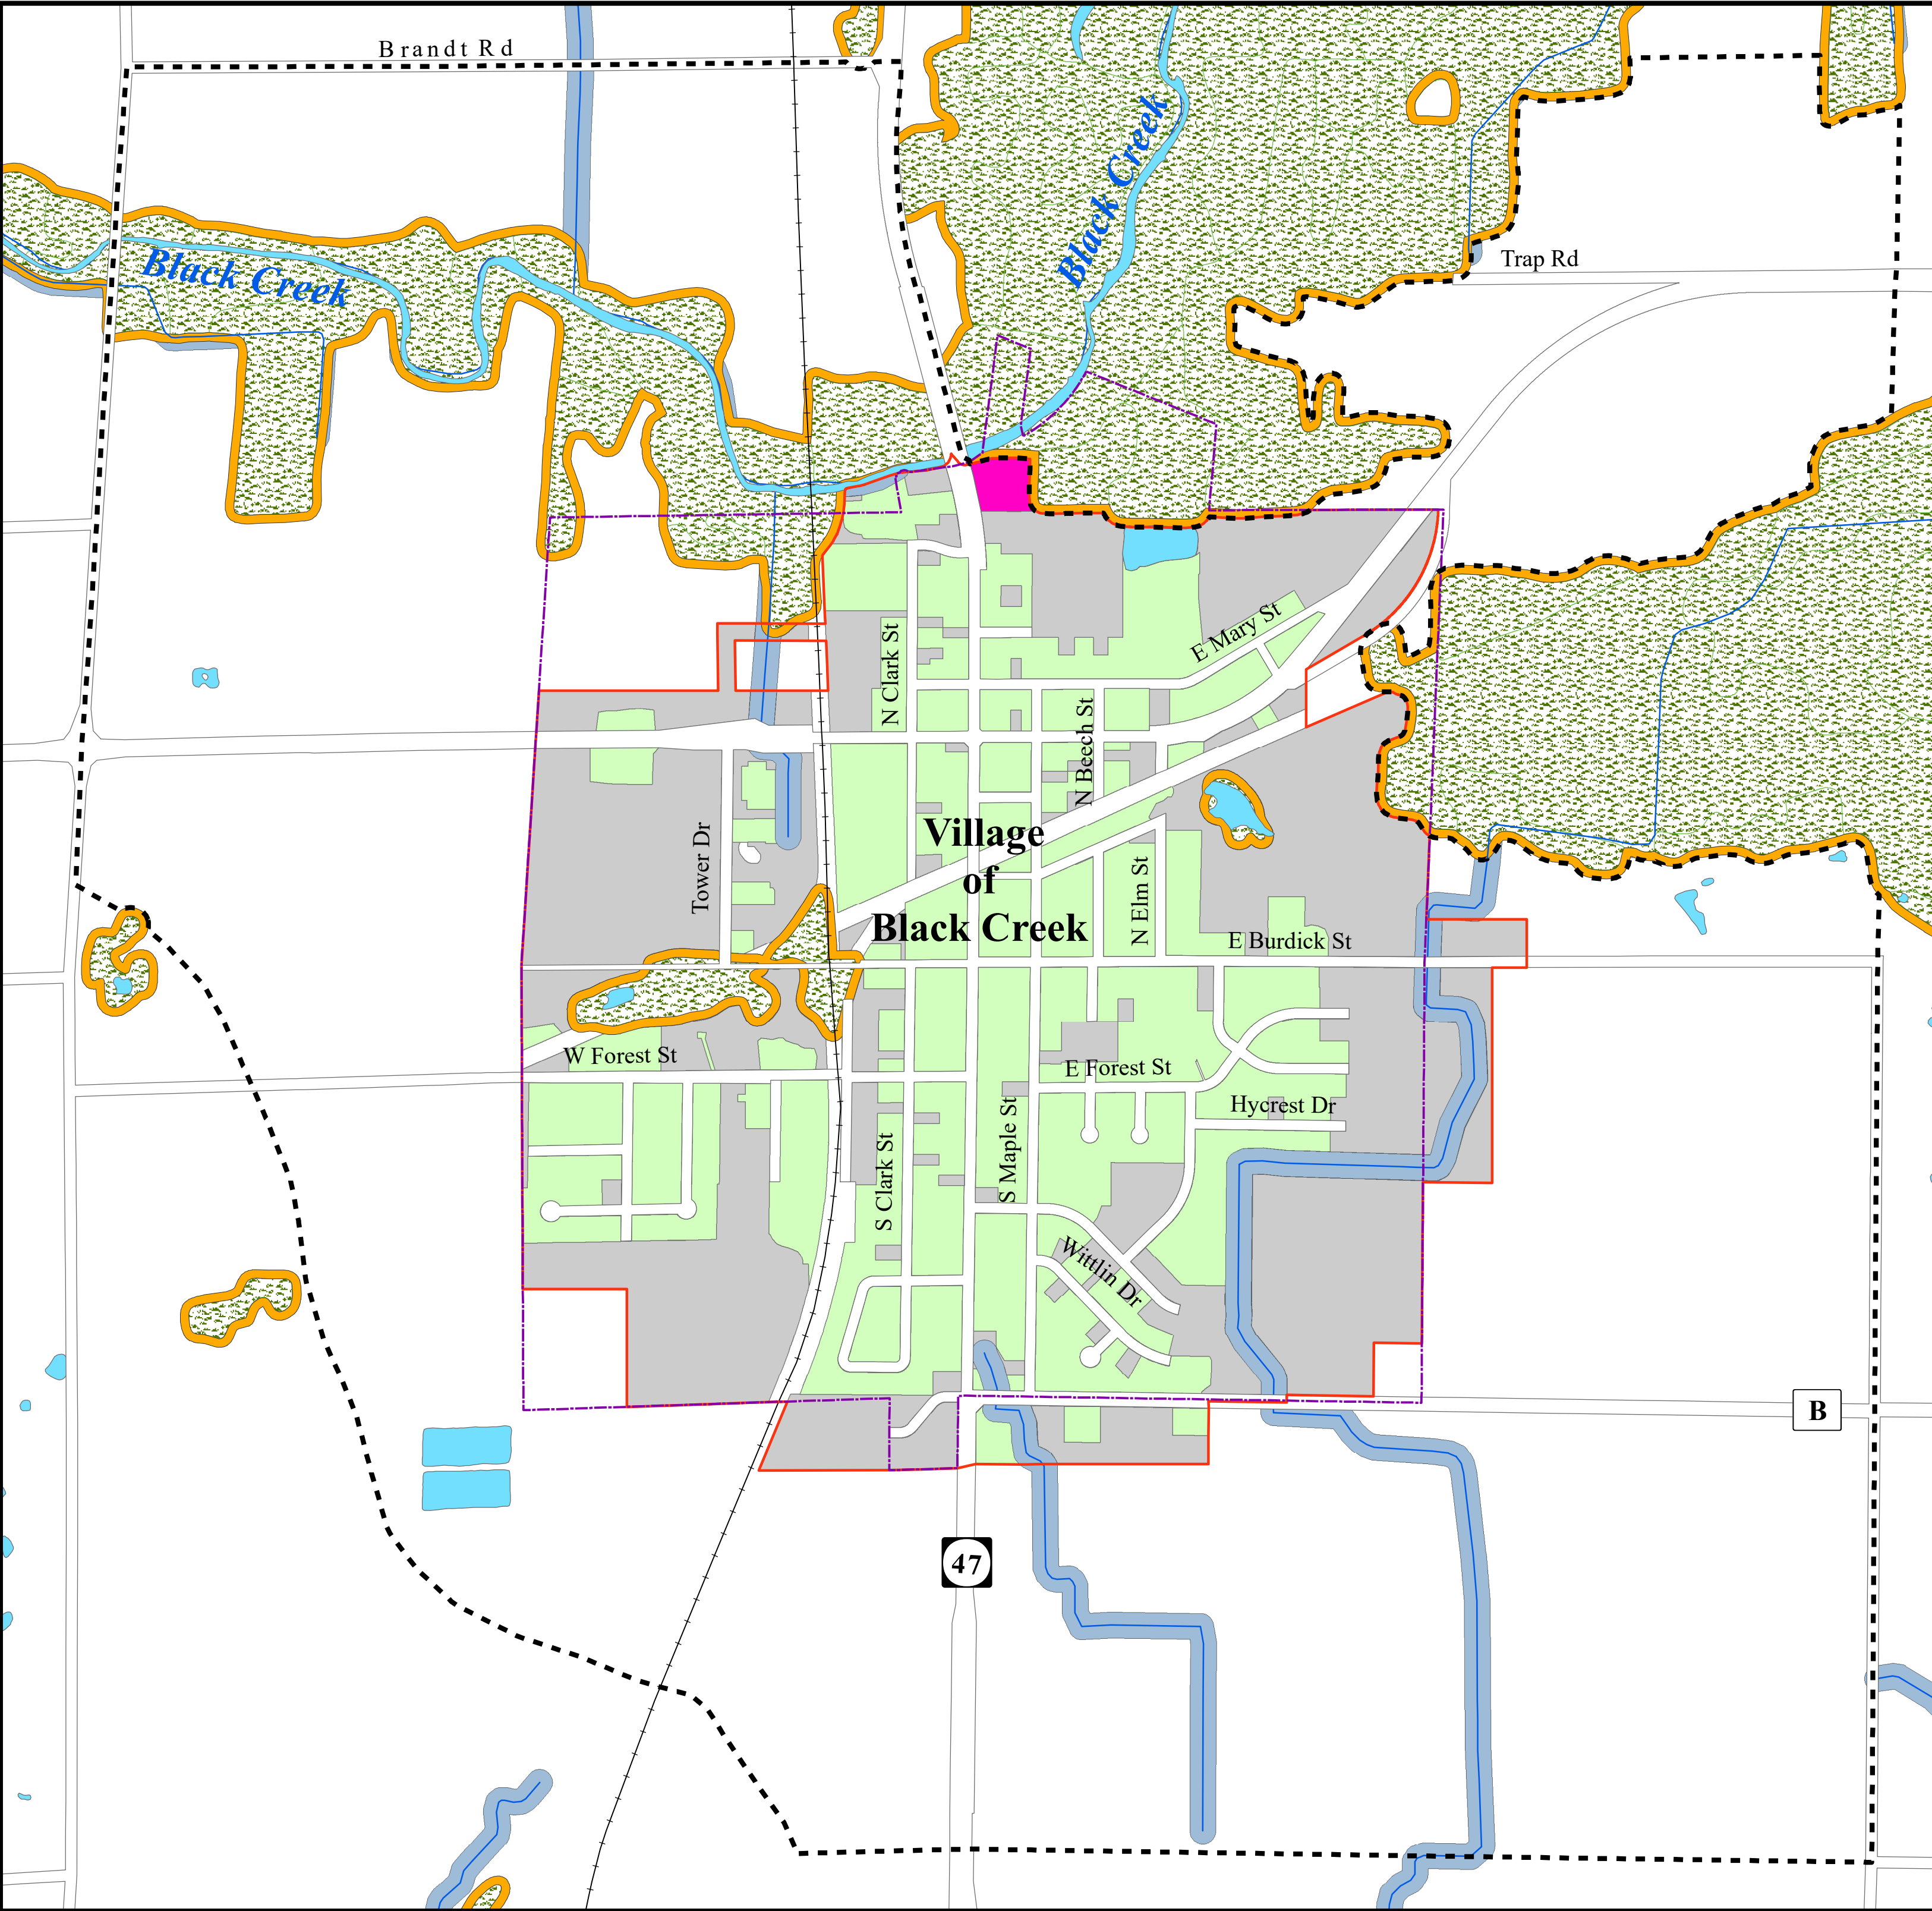 Brandt Rd
Black Creek
Black Creek
Trap Rd
E Mary St
N Clark St
N Beech St
Village
of
Black Creek
Tower Dr
N Elm St
E Burdick St
W Forest St
E Forest St
Hycrest Dr
S Maple St
S Clark St
Wittlin Dr
B
47